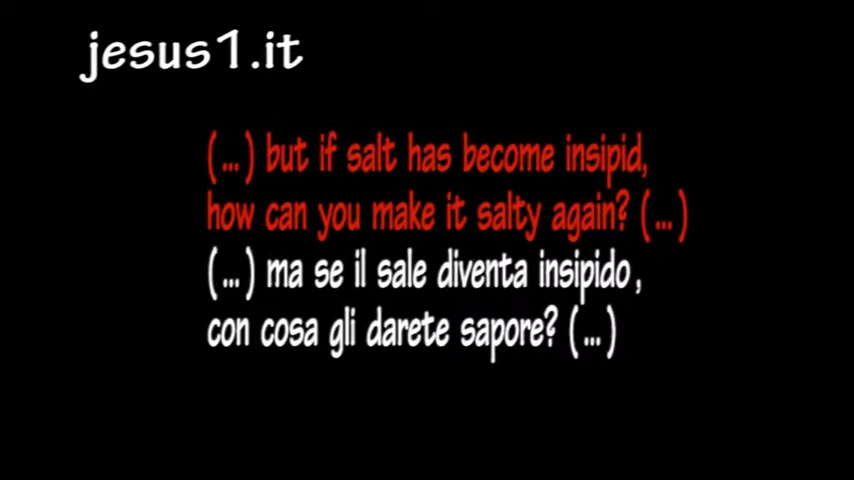 jesus1.it
(...) but if salt has become insipid,
how can you make it salty again? (...)
(...) ma se il sale diventa insipido,
con cosa gli darete sapore? (...)